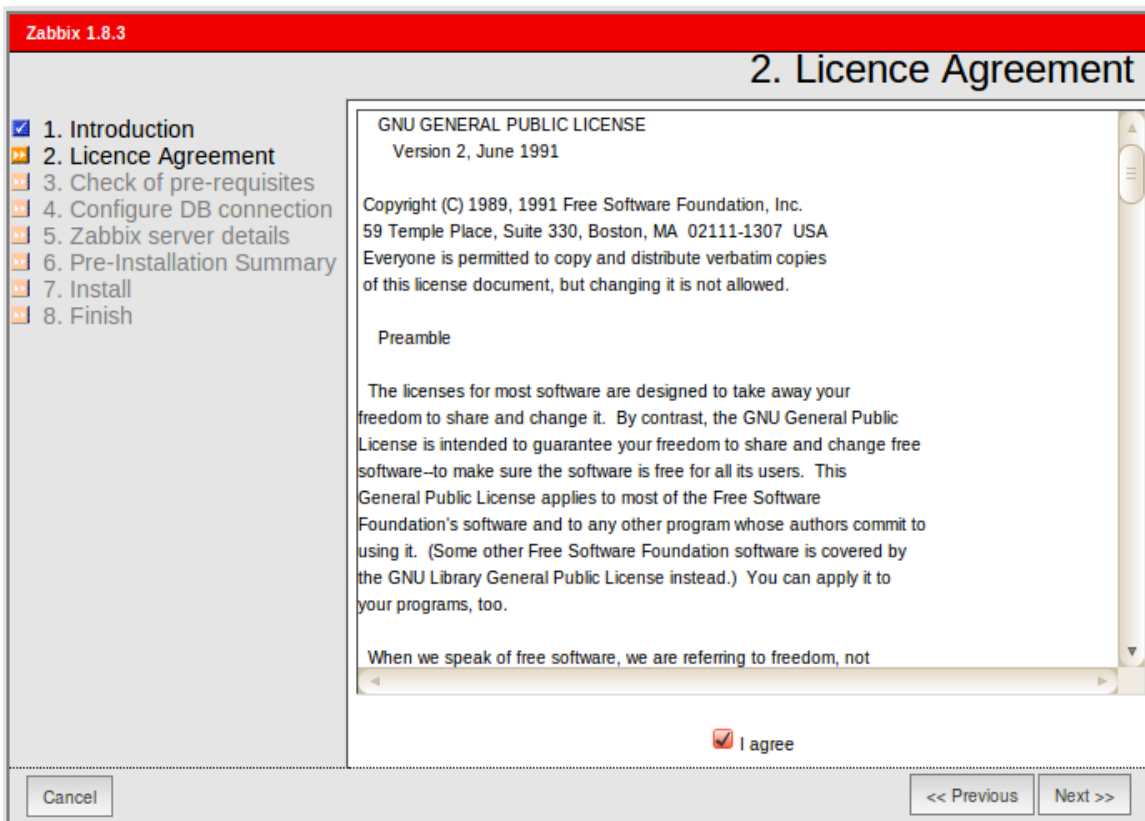 Zabbix 1.8.3
2. Licence Agreement
1. Introduction
2. Licence Agreement
3. Check of pre-requisites
4. Configure DB connection
5. Zabbix server details
6. Pre-Installation Summary
7. Install
8. Finish
GNU GENERAL PUBLIC LICENSE
Version 2, June 1991
Copyright (C) 1989, 1991 Free Software Foundation, Inc.
59 Temple Place, Suite 330, Boston, MA 02111-1307 USA
Everyone is permitted to copy and distribute verbatim copies
of this license document, but changing it is not allowed.
Preamble
The licenses for most software are designed to take away your
freedom to share and change it. By contrast, the GNU General Public
License is intended to guarantee your freedom to share and change free
software--to make sure the software is free for all its users. This
General Public License applies to most of the Free Software
Foundation's software and to any other program whose authors commit to
using it. (Some other Free Software Foundation software is covered by
the GNU Library General Public License instead.) You can apply it to
your programs, too.
When we speak of free software, we are referring to freedom, not
I agree
Cancel
<< Previous
Next >>